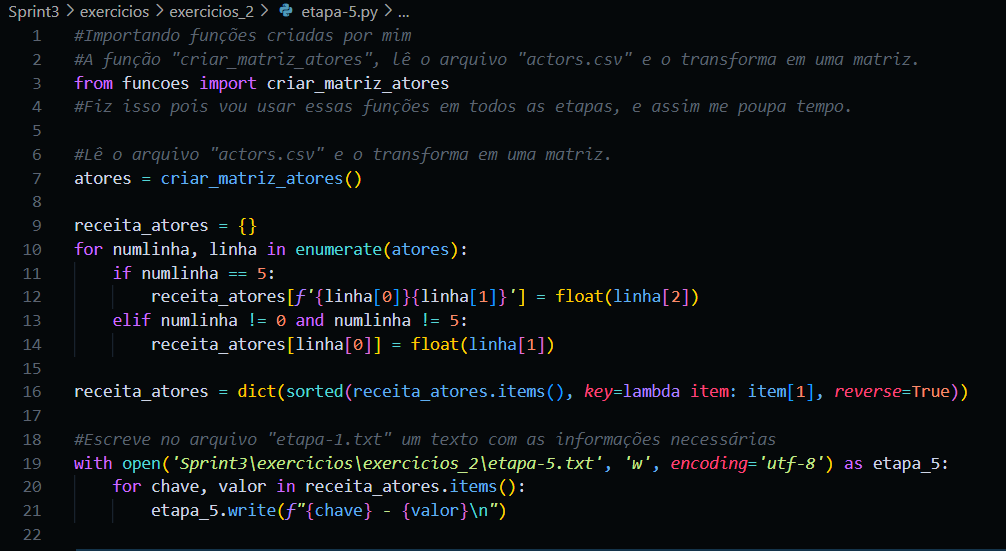 Sprint3 > exercicios > exercicios_2 > etapa-5.py > ...
1 #Importando funções criadas por mim
2 #A função "criar_matriz_atores", lê o arquivo "actors.csv" e o transforma em uma matriz.
3 from funcoes import criar_matriz_atores
4 #Fiz isso pois vou usar essas funções em todos as etapas, e assim me poupa tempo.
5
6 #Lê o arquivo "actors.csv" e o transforma em uma matriz.
7 atores = criar_matriz_atores()
8
9 receita_atores = {}
10 for numlinha, linha in enumerate(atores):
11     if numlinha == 5:
12         receita_atores[f'{linha[0]}{linha[1]}'] = float(linha[2])
13     elif numlinha != 0 and numlinha != 5:
14         receita_atores[linha[0]] = float(linha[1])
15
16 receita_atores = dict(sorted(receita_atores.items(), key=lambda item: item[1], reverse=True))
17
18 #Escreve no arquivo "etapa-1.txt" um texto com as informações necessárias
19 with open('Sprint3\exercicios\exercicios_2\etapa-5.txt', 'w', encoding='utf-8') as etapa_5:
20     for chave, valor in receita_atores.items():
21         etapa_5.write(f"{chave} - {valor}\n")
22